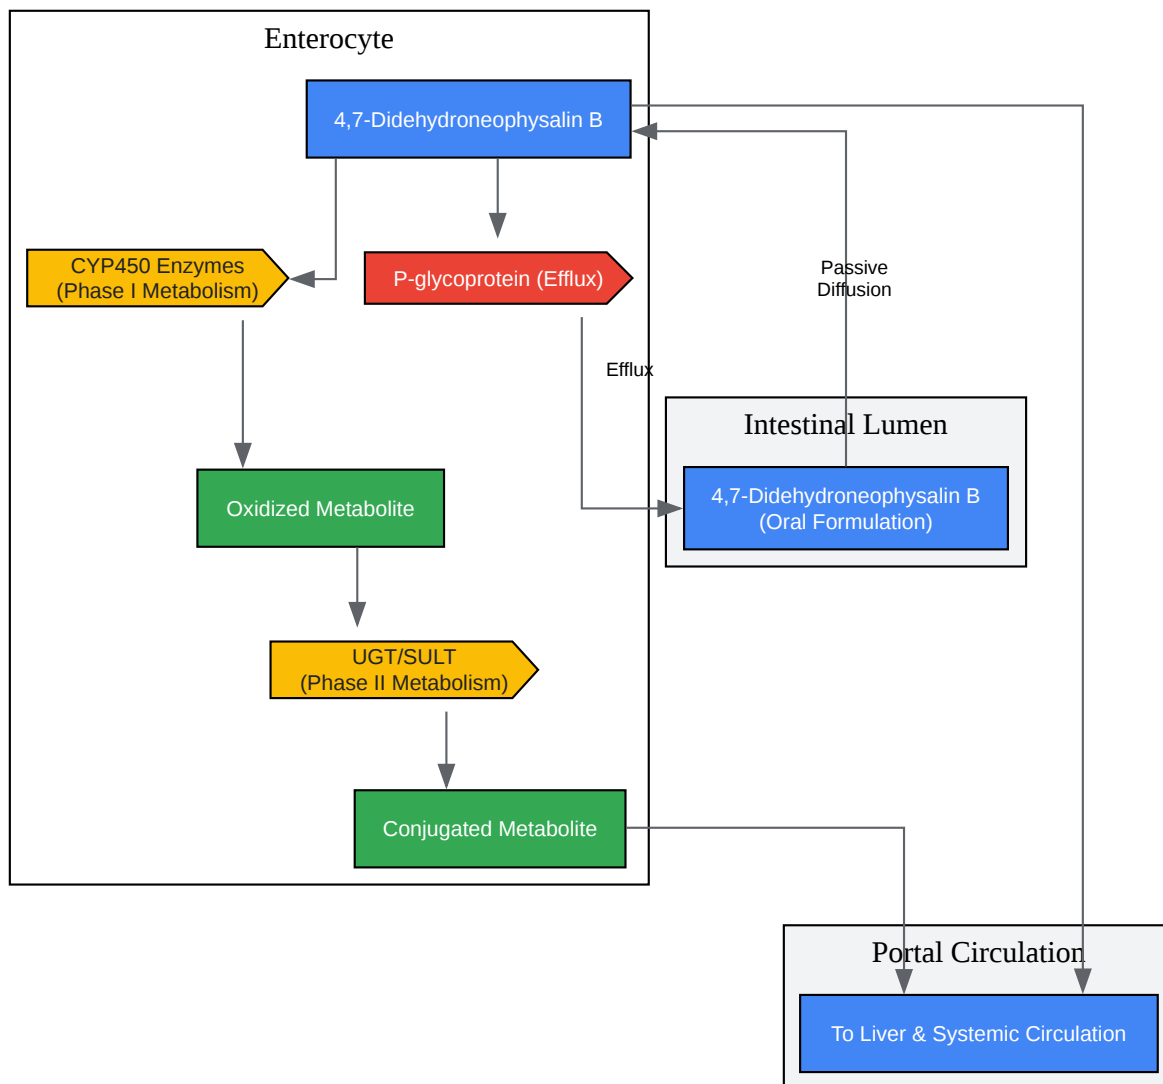 Enterocyte
4,7-Didehydroneophysalin B
CYP450 Enzymes
(Phase I Metabolism)
P-glycoprotein (Efflux)
Passive
Diffusion
Efflux
Intestinal Lumen
4,7-Didehydroneophysalin B
(Oral Formulation)
Oxidized Metabolite
UGT/SULT
(Phase II Metabolism)
Conjugated Metabolite
Portal Circulation
To Liver & Systemic Circulation